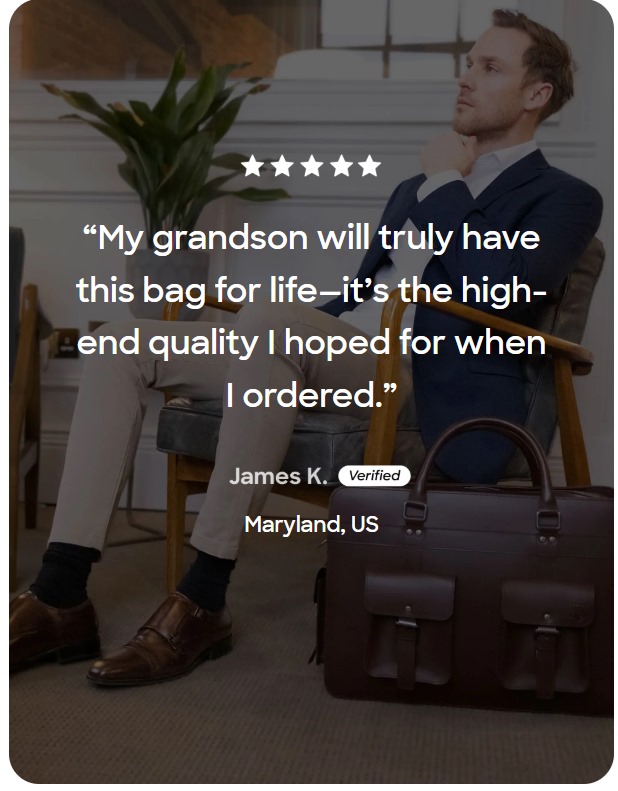 “My grandson will truly have
this bag for life—it’s the high-
end quality I hoped for when
I ordered.”
James K. Verified
Maryland, US